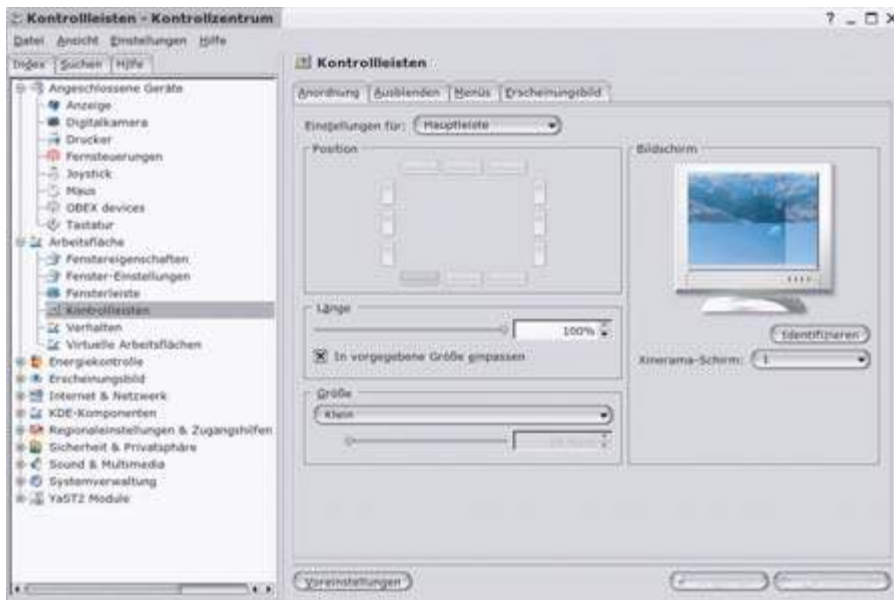 Kontrollleisten - Kontrollzentrum
Datei Ansicht Einstellungen Hilfe
Index Suchen Hilfe
Angeschlossene Geräte
Anzeige
Digitalkamera
Drucker
Fernsteuerungen
Joystick
Maus
OBEX devices
Tastatur
Arbeitsfläche
Fenstereigenschaften
Fenster-Einstellungen
Fensterleiste
Kontrollleisten
Verhalten
Virtuelle Arbeitsflächen
Energiekontrolle
Erscheinungsbild
Internet & Netzwerk
KDE-Komponenten
Regionaleinstellungen & Zugangshilfen
Sicherheit & Privatsphäre
Sound & Multimedia
Systemverwaltung
YaST2 Module
Kontrollleisten
Anordnung Ausblenden Menüs Erscheinungsbild
Einstellungen für: Hauptleiste
Position
Länge
100%
In vorgegebene Größe einpassen
Größe
Klein
Bildschirm
Identifizieren
Xinerama-Schirm: 1
Voreinstellungen